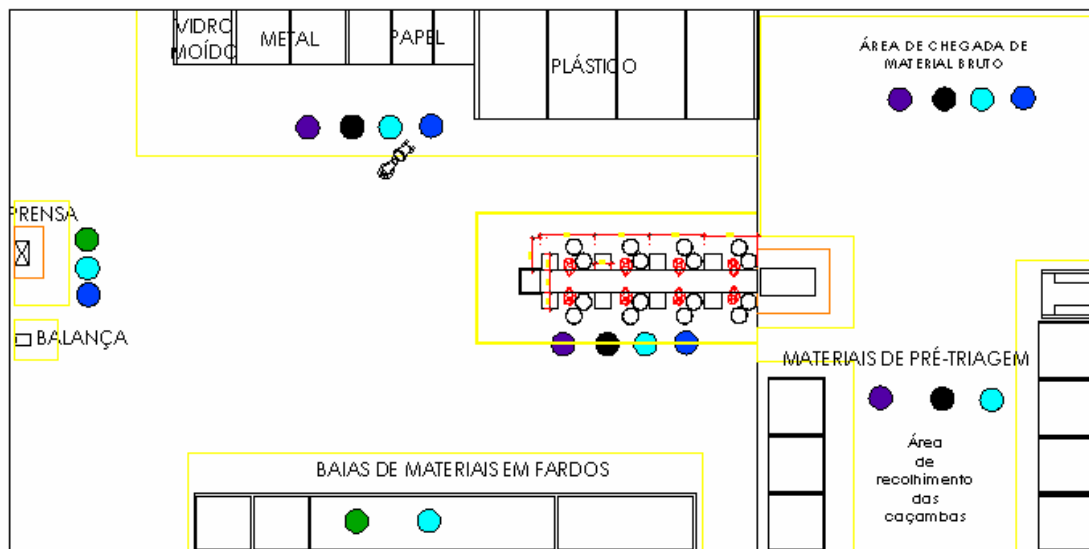 VIDRO
MOÍDO
METAL
PAPEL
PLÁSTICO
ÁREA DE CHEGADA DE
MATERIAL BRUTO
PRENSA
BALANÇA
MATERIAIS DE PRÉ-TRIAGEM
Área
de
recolhimento
das
caçambas
BAIAS DE MATERIAIS EM FARDOS